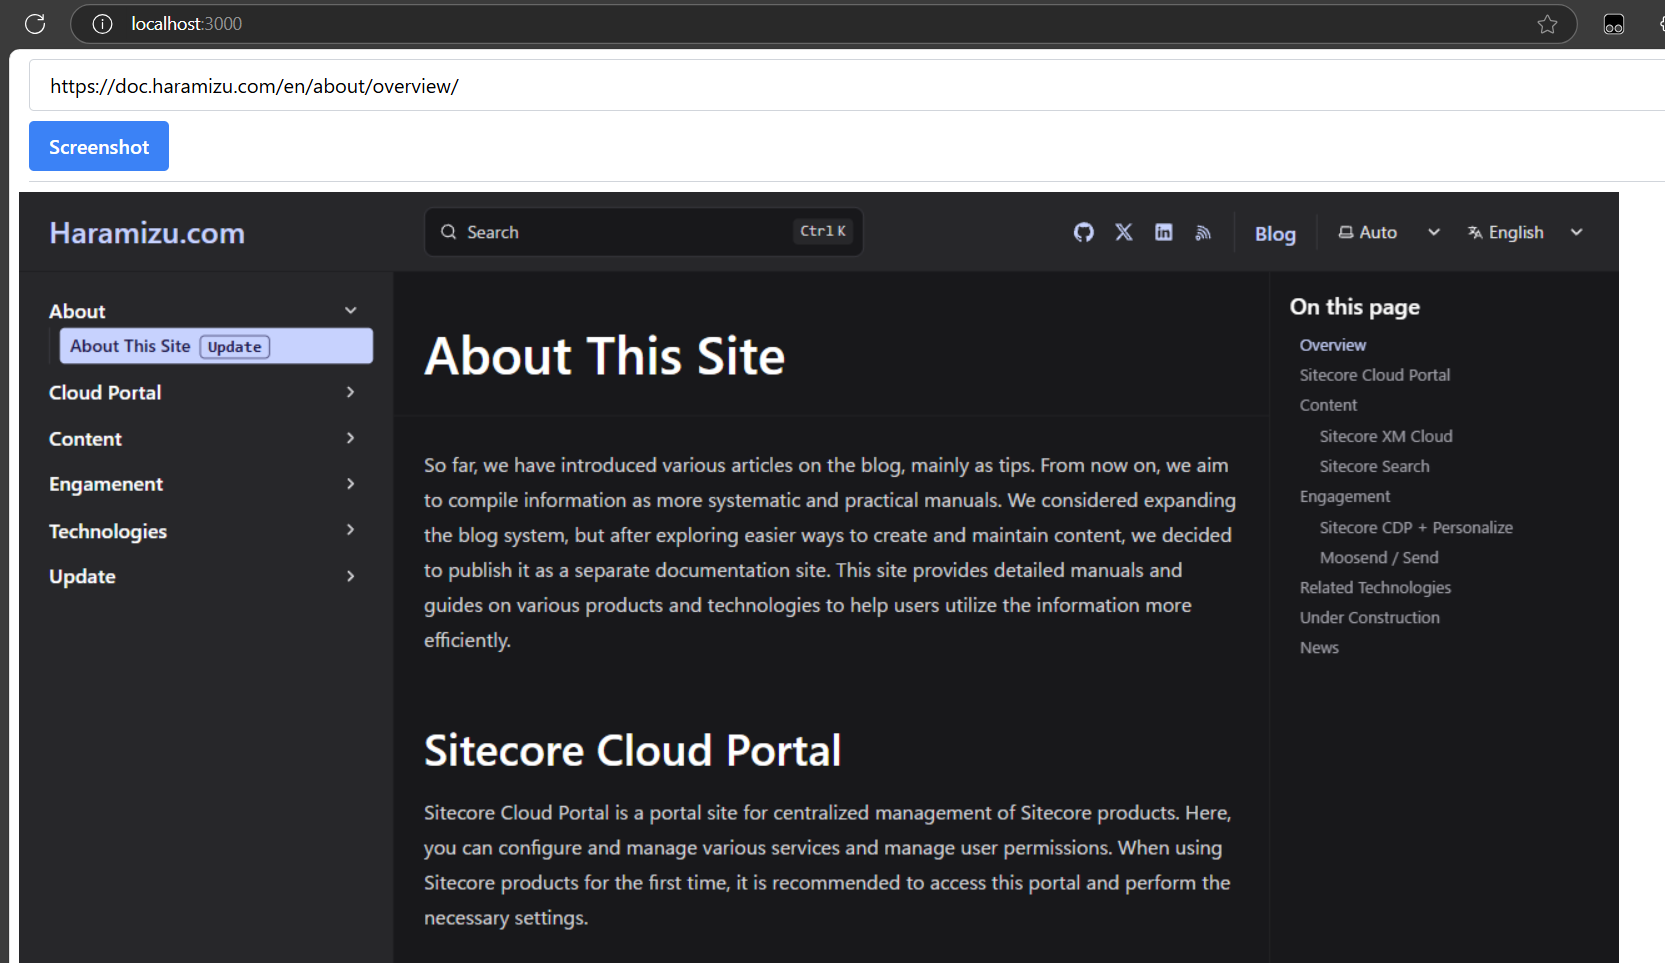 localhost:3000
https://doc.haramizu.com/en/about/overview/
Screenshot
Haramizu.com
Search
Ctrl K
Blog
Auto
English
About
About This Site Update
Cloud Portal
Content
Engamenent
Technologies
Update
About This Site
So far, we have introduced various articles on the blog, mainly as tips. From now on, we aim
to compile information as more systematic and practical manuals. We considered expanding
the blog system, but after exploring easier ways to create and maintain content, we decided
to publish it as a separate documentation site. This site provides detailed manuals and
guides on various products and technologies to help users utilize the information more
efficiently.
Sitecore Cloud Portal
Sitecore Cloud Portal is a portal site for centralized management of Sitecore products. Here,
you can configure and manage various services and manage user permissions. When using
Sitecore products for the first time, it is recommended to access this portal and perform the
necessary settings.
On this page
Overview
Sitecore Cloud Portal
Content
Sitecore XM Cloud
Sitecore Search
Engagement
Sitecore CDP + Personalize
Moosend / Send
Related Technologies
Under Construction
News